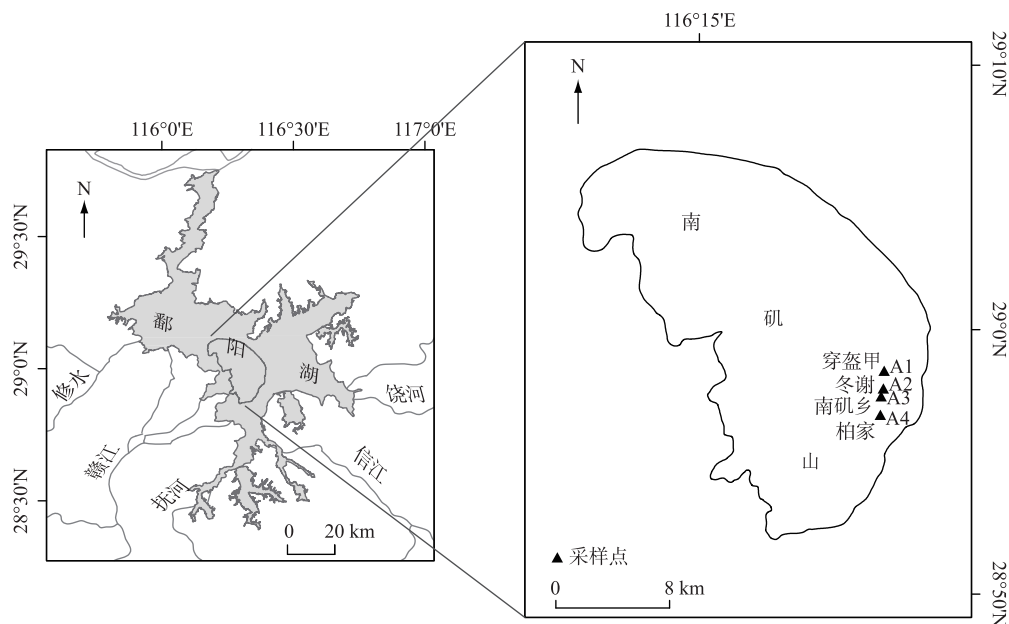 116°0'E
116°30'E
117°0'E
29°30'N
29°0'N
28°30'N
N
鄱
阳
湖
修水
赣江
抚河
信江
饶河
0 20 km
116°15'E
29°10'N
29°0'N
28°50'N
N
南
矶
山
穿盔甲 A1
冬谢 A2
南矶乡 A3
柏家 A4
▲ 采样点
0 8 km